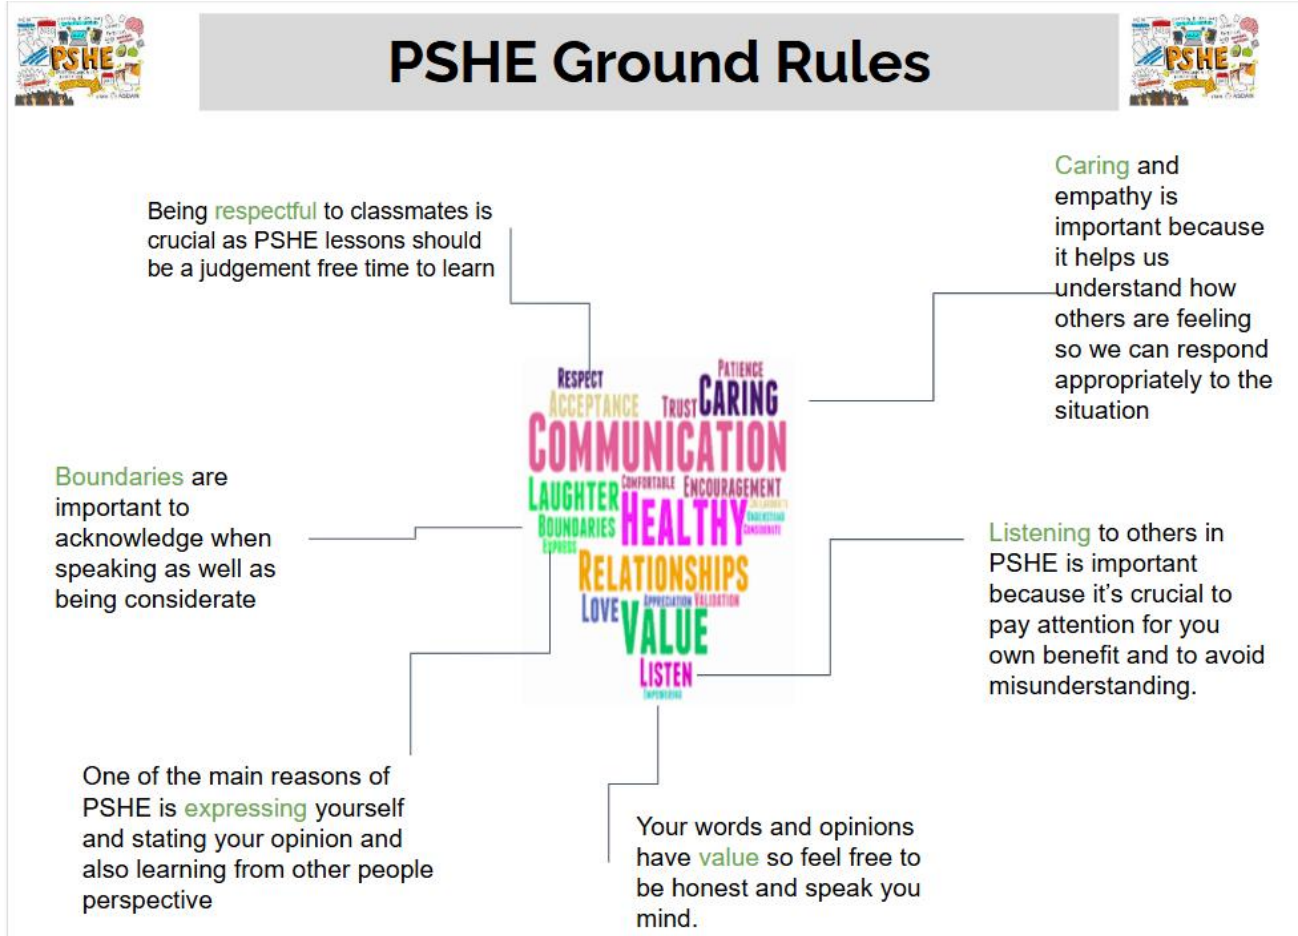 PSHE
PSHE Ground Rules
PSHE
Being respectful to classmates is
crucial as PSHE lessons should
be a judgement free time to learn
Caring and
empathy is
important because
it helps us
understand how
others are feeling
so we can respond
appropriately to the
situation
Boundaries are
important to
acknowledge when
speaking as well as
being considerate
RESPECT
PATIENCE
ACCEPTANCE
TRUST CARING
COMMUNICATION
LAUGHTER COMFORTABLE ENCOURAGEMENT
BOUNDARIES HEALTHY UNDERSTAND
CONSIDERATE
EXPRESS
RELATIONSHIPS
LOVE APPRECIATION VALIDATION
VALUE
LISTEN
EMPOWERING
Listening to others in
PSHE is important
because it’s crucial to
pay attention for you
own benefit and to avoid
misunderstanding.
One of the main reasons of
PSHE is expressing yourself
and stating your opinion and
also learning from other people
perspective
Your words and opinions
have value so feel free to
be honest and speak you
mind.